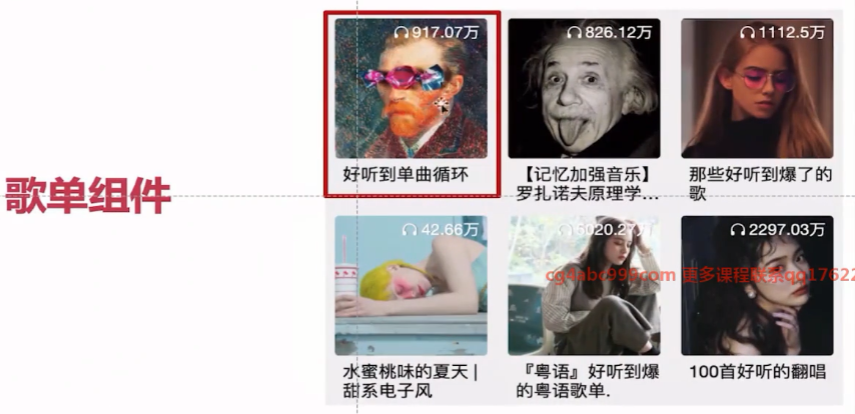 917.07万
826.12万
1112.5万
好听到单曲循环
【记忆加强音乐】
罗扎诺夫原理学...
那些好听到爆了的
歌
歌单组件
42.66万
6020.27万
2297.03万
cg4abc999com 更多课程联系qq17622
水蜜桃味的夏天 |
甜系电子风
『粤语』好听到爆
的粤语歌单.
100首好听的翻唱